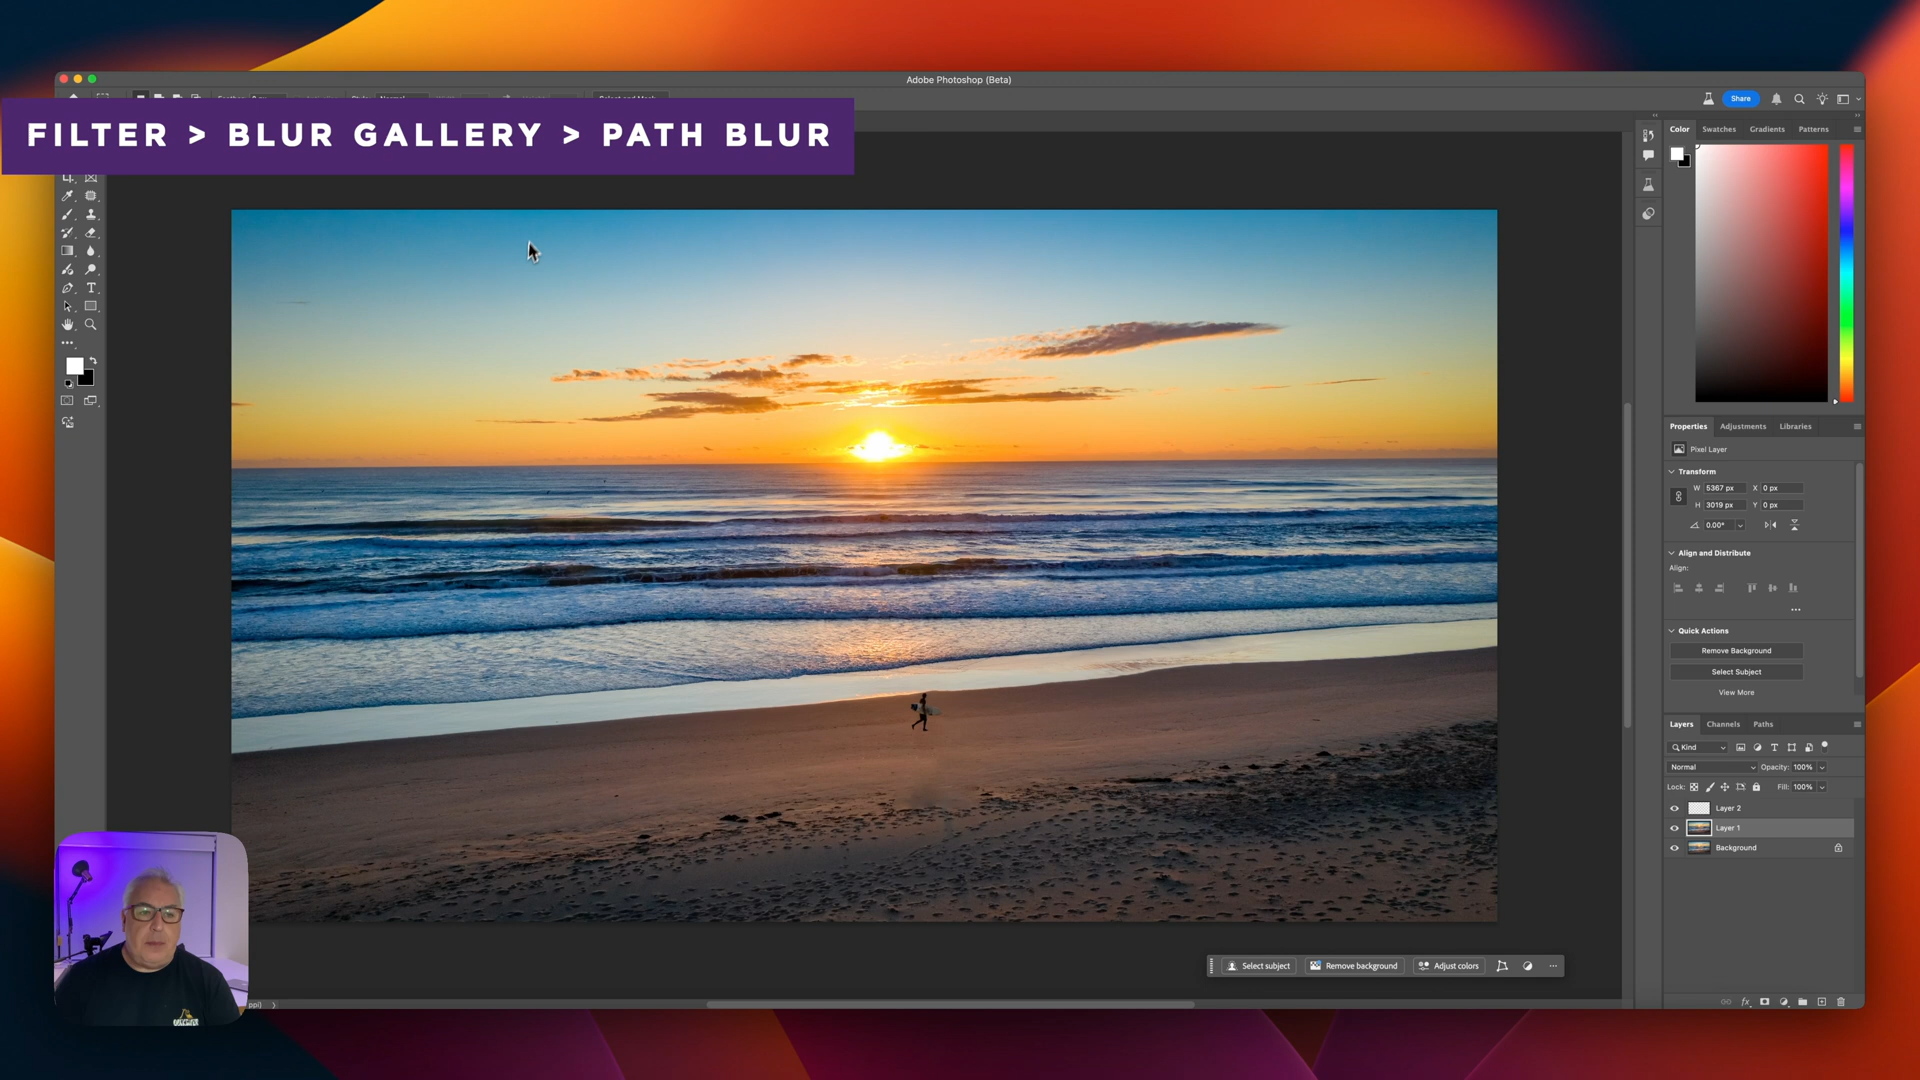 Adobe Photoshop (Beta)
Share
FILTER > BLUR GALLERY > PATH BLUR
Color
Swatches
Gradients
Patterns
Properties
Adjustments
Libraries
Pixel Layer
Transform
W 5367 px X 0 px
H 3019 px Y 0 px
0.00°
Align and Distribute
Align:
Quick Actions
Remove Background
Select Subject
View More
Layers
Channels
Paths
Kind
Normal
Opacity: 100%
Lock:
Fill: 100%
Layer 2
Layer 1
Background
Select subject
Remove background
Adjust colors
ppi)